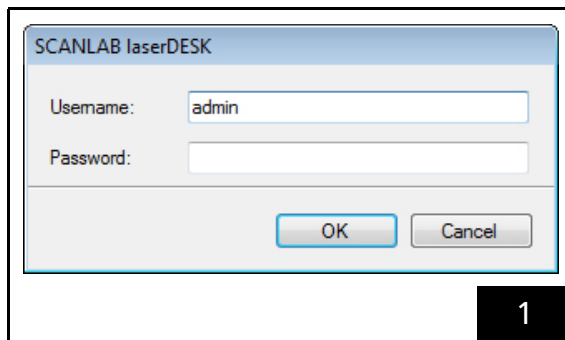 SCANLAB laserDESK
Username: admin
Password:
OK Cancel
1